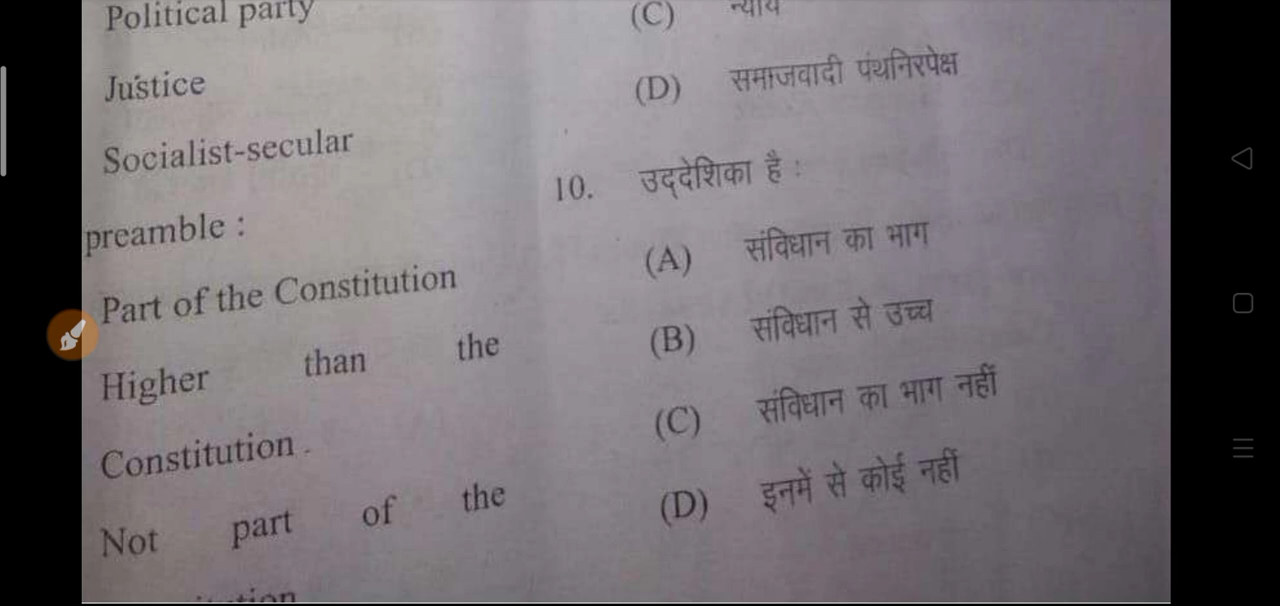 Political party
Justice
Socialist-secular
preamble :
Part of the Constitution
Higher than the
Constitution .
Not part of the
(C) न्याय
(D) समाजवादी पंथनिरपेक्ष
10. उद्देशिका है :
(A) संविधान का भाग
(B) संविधान से उच्च
(C) संविधान का भाग नहीं
(D) इनमें से कोई नहीं